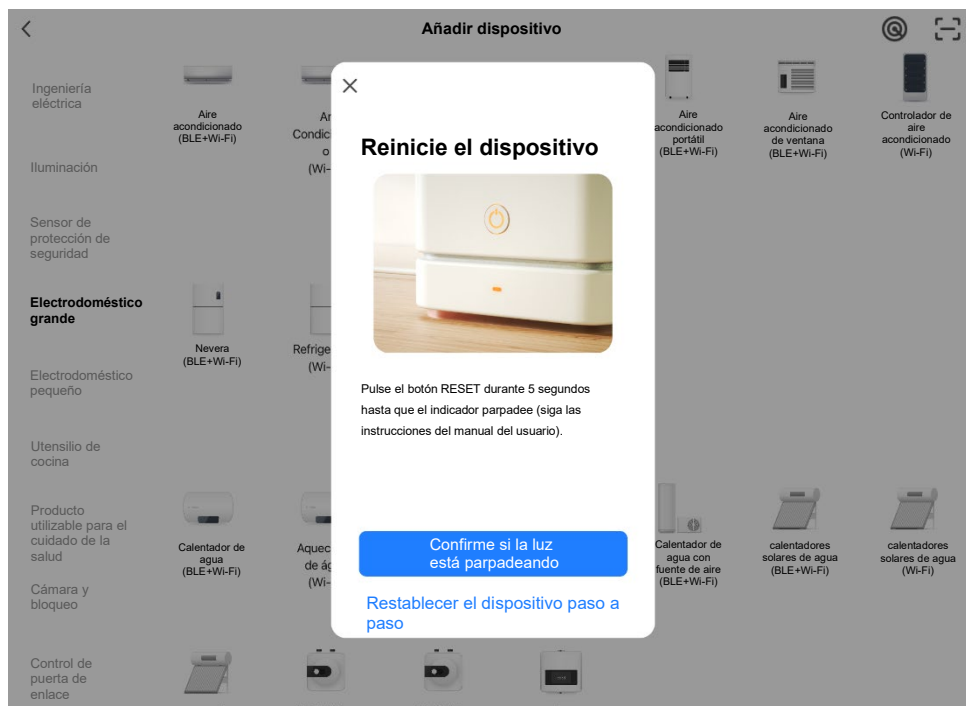 Añadir dispositivo
Ingeniería
eléctrica
Iluminación
Sensor de
protección de
seguridad
Electrodoméstico
grande
Electrodoméstico
pequeño
Utensilio de
cocina
Producto
utilizable para el
cuidado de la
salud
Cámara y
bloqueo
Control de
puerta de
enlace
Aire
acondicionado
(BLE+Wi-Fi)
Aire
acondicionado
portátil
(BLE+Wi-Fi)
Aire
acondicionado
de ventana
(BLE+Wi-Fi)
Controlador de
aire
acondicionado
(Wi-Fi)
Nevera
(BLE+Wi-Fi)
Calentador de
agua
(BLE+Wi-Fi)
Calentador de
agua con
fuente de aire
(BLE+Wi-Fi)
calentadores
solares de agua
(BLE+Wi-Fi)
calentadores
solares de agua
(Wi-Fi)
Reinicie el dispositivo
Pulse el botón RESET durante 5 segundos
hasta que el indicador parpadee (siga las
instrucciones del manual del usuario).
Confirme si la luz
está parpadeando
Restablecer el dispositivo paso a
paso